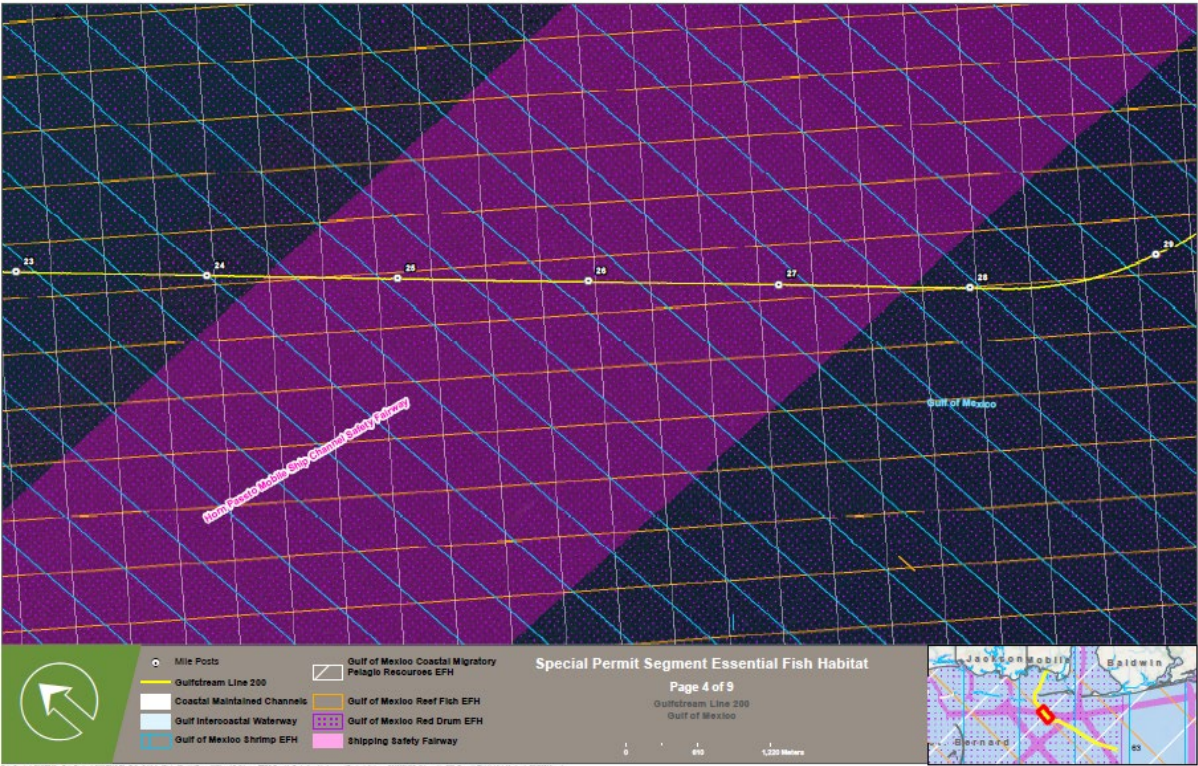 23
24
25
26
27
28
29
Gulf of Mexico
Horn Passto Mobile Ship Channel Safety Fairway
Mile Posts
Gulfstream Line 200
Coastal Maintained Channels
Gulf Intercoastal Waterway
Gulf of Mexico Shrimp EFH
Gulf of Mexico Coastal Migratory
Pelagic Resources EFH
Gulf of Mexico Reef Fish EFH
Gulf of Mexico Red Drum EFH
Shipping Safety Fairway
Special Permit Segment Essential Fish Habitat
Page 4 of 9
Gulfstream Line 200
Gulf of Mexico
0 610 1,220 Meters
Jackson Mobile Baldwin
Bernard
63